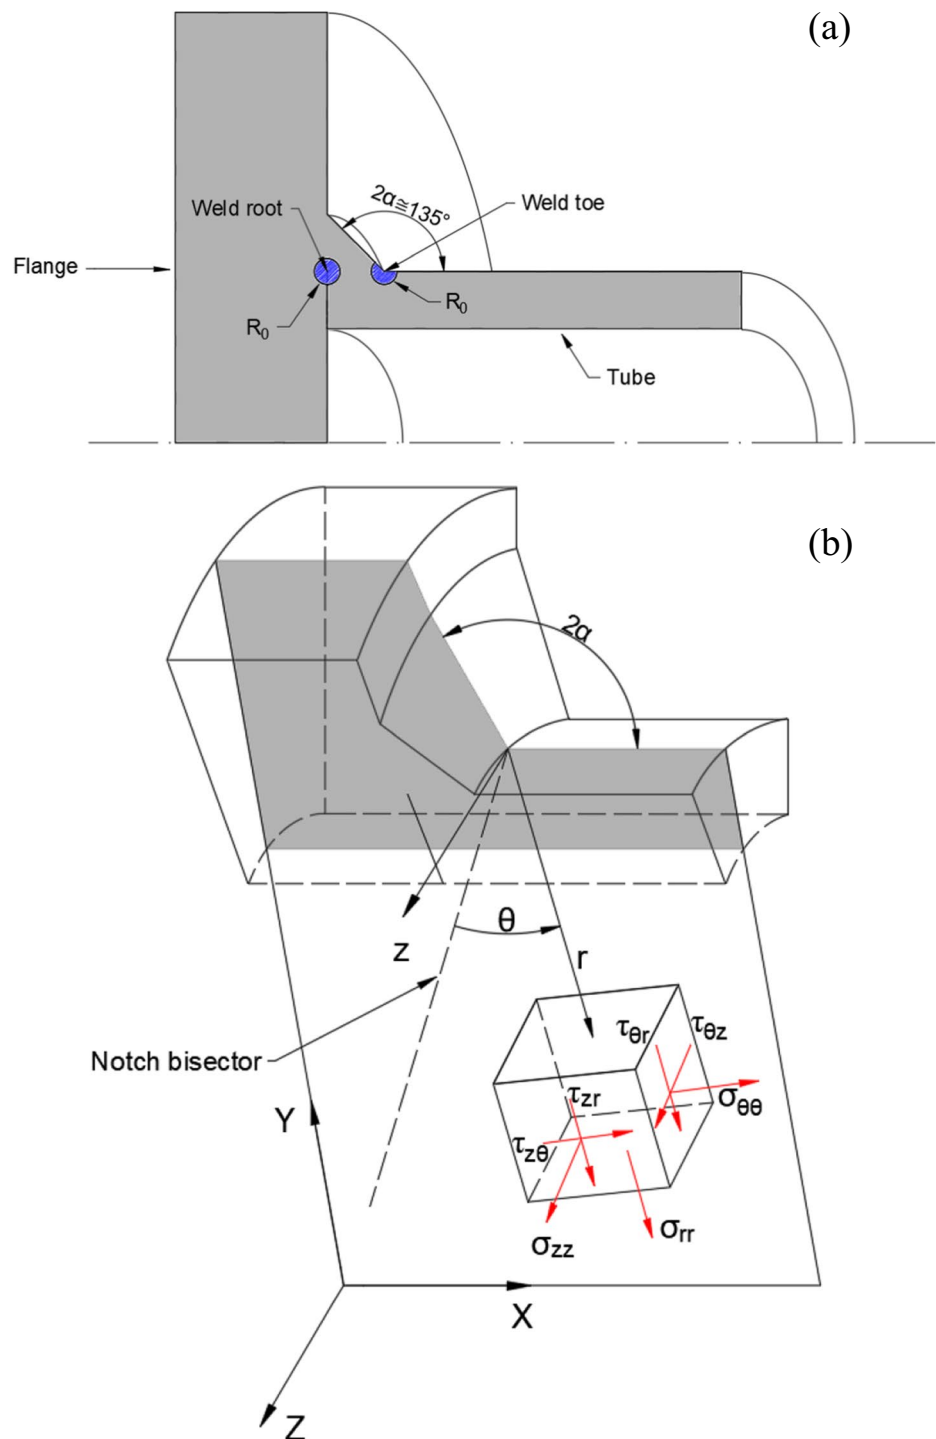 (a)
2α≅135°
Weld root
Weld toe
Flange
R₀
R₀
Tube
(b)
2α
θ
z
r
Notch bisector
τθr
τθz
τzr
σθθ
Y
τzθ
σzz
σrr
X
Z